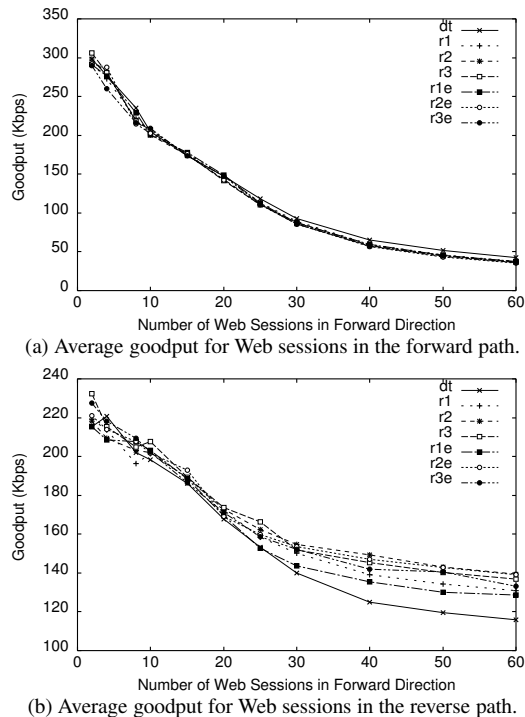 dt
r1
r2
r3
r1e
r2e
r3e
350
300
250
200
150
100
50
0
Goodput (Kbps)
0 10 20 30 40 50 60
Number of Web Sessions in Forward Direction
(a) Average goodput for Web sessions in the forward path.
dt
r1
r2
r3
r1e
r2e
r3e
240
220
200
180
160
140
120
100
Goodput (Kbps)
0 10 20 30 40 50 60
Number of Web Sessions in Forward Direction
(b) Average goodput for Web sessions in the reverse path.